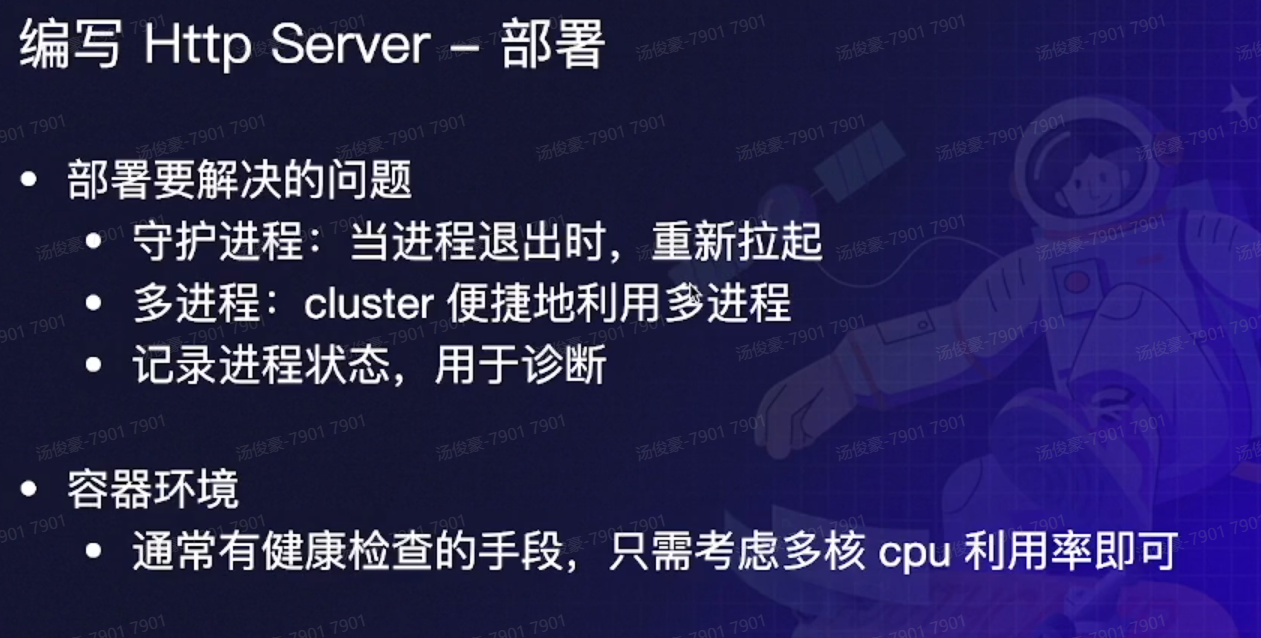 编写 Http Server – 部署
• 部署要解决的问题
• 守护进程：当进程退出时，重新拉起
• 多进程：cluster 便捷地利用多进程
• 记录进程状态，用于诊断
• 容器环境
• 通常有健康检查的手段，只需考虑多核 cpu 利用率即可
汤俊豪-7901 7901